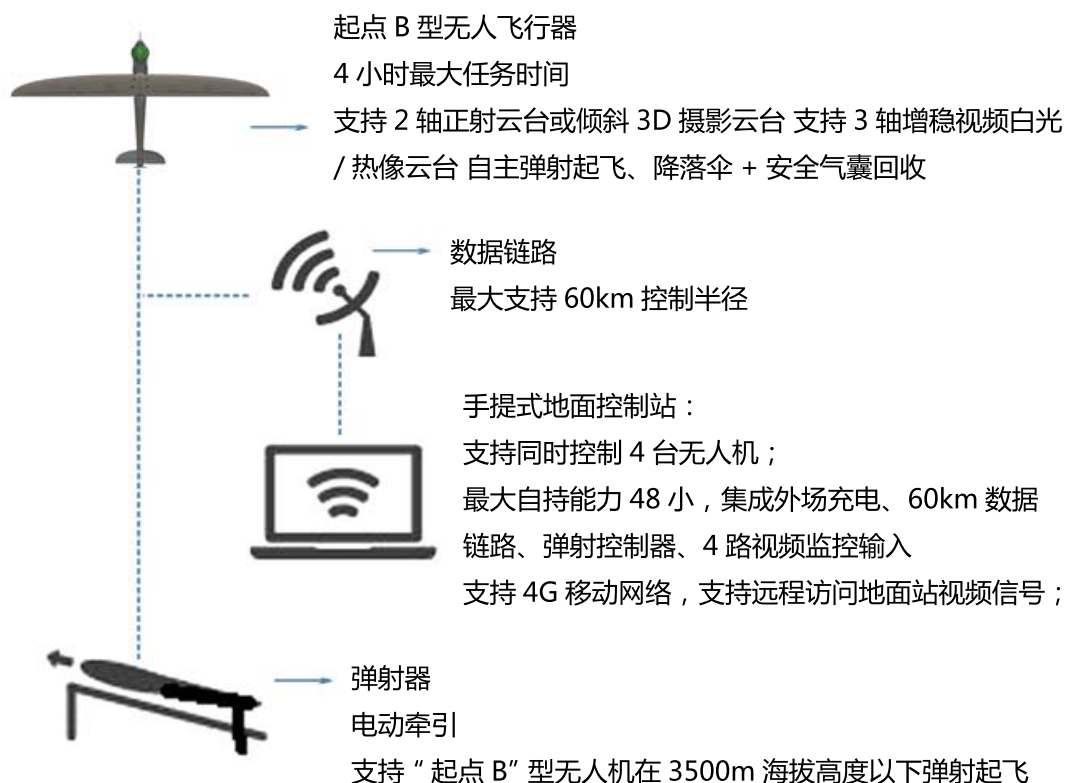 起点 B 型无人飞行器
4 小时最大任务时间
支持 2 轴正射云台或倾斜 3D 摄影云台 支持 3 轴增稳视频白光
/ 热像云台 自主弹射起飞、降落伞 + 安全气囊回收
数据链路
最大支持 60km 控制半径
手提式地面控制站：
支持同时控制 4 台无人机；
最大自持能力 48 小，集成外场充电、60km 数据
链路、弹射控制器、4 路视频监控输入
支持 4G 移动网络，支持远程访问地面站视频信号；
弹射器
电动牵引
支持 “ 起点 B” 型无人机在 3500m 海拔高度以下弹射起飞